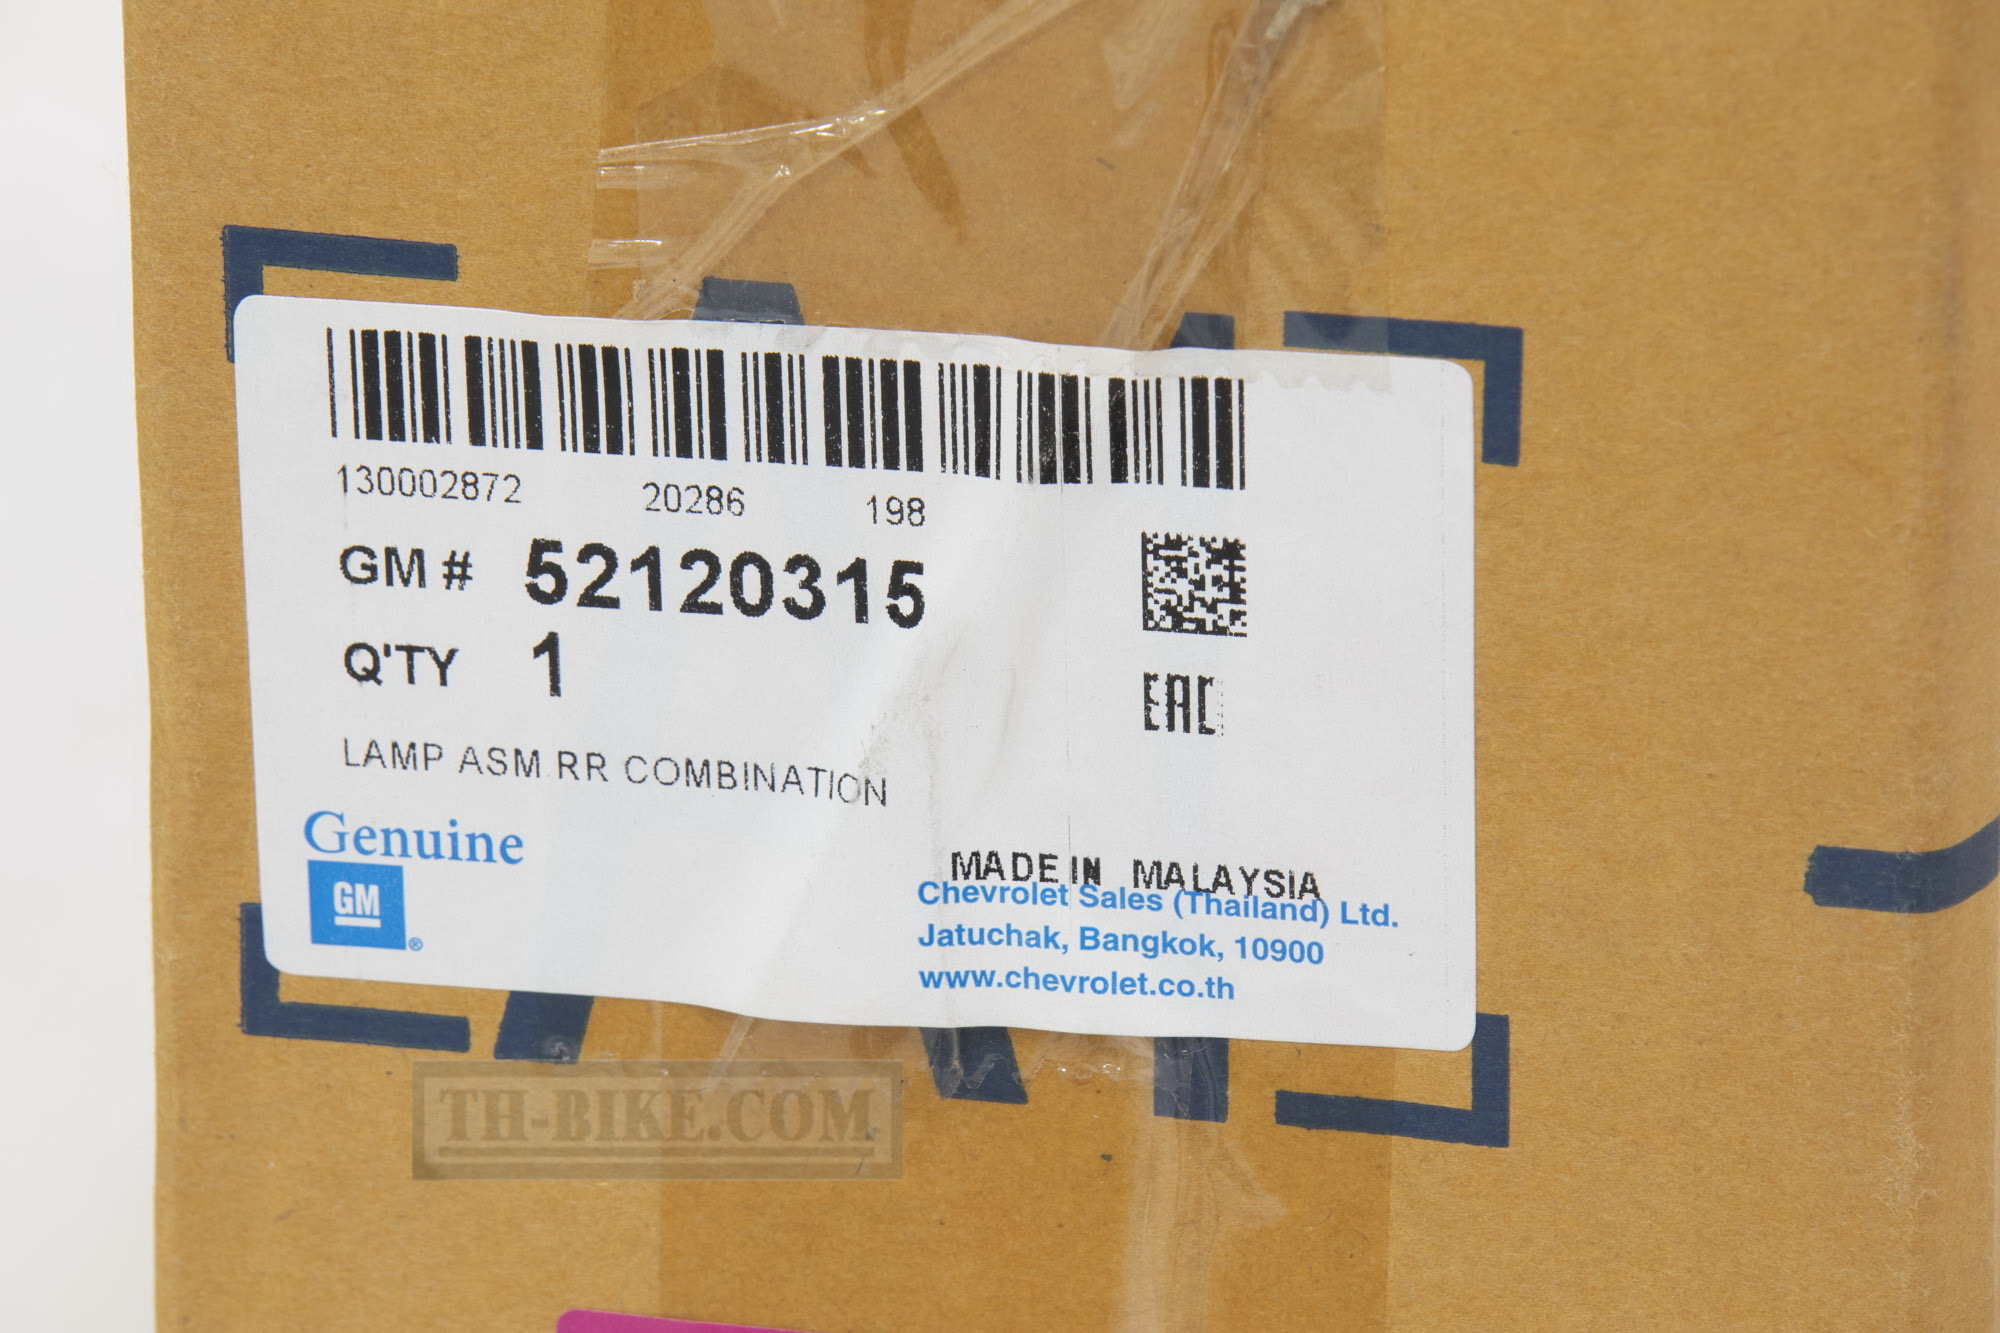 130002872 20286 198
GM # 52120315
Q'TY 1
EAC
LAMP ASM RR COMBINATION
Genuine
GM®
MADE IN MALAYSIA
Chevrolet Sales (Thailand) Ltd.
Jatuchak, Bangkok, 10900
www.chevrolet.co.th
TH-BIKE.COM